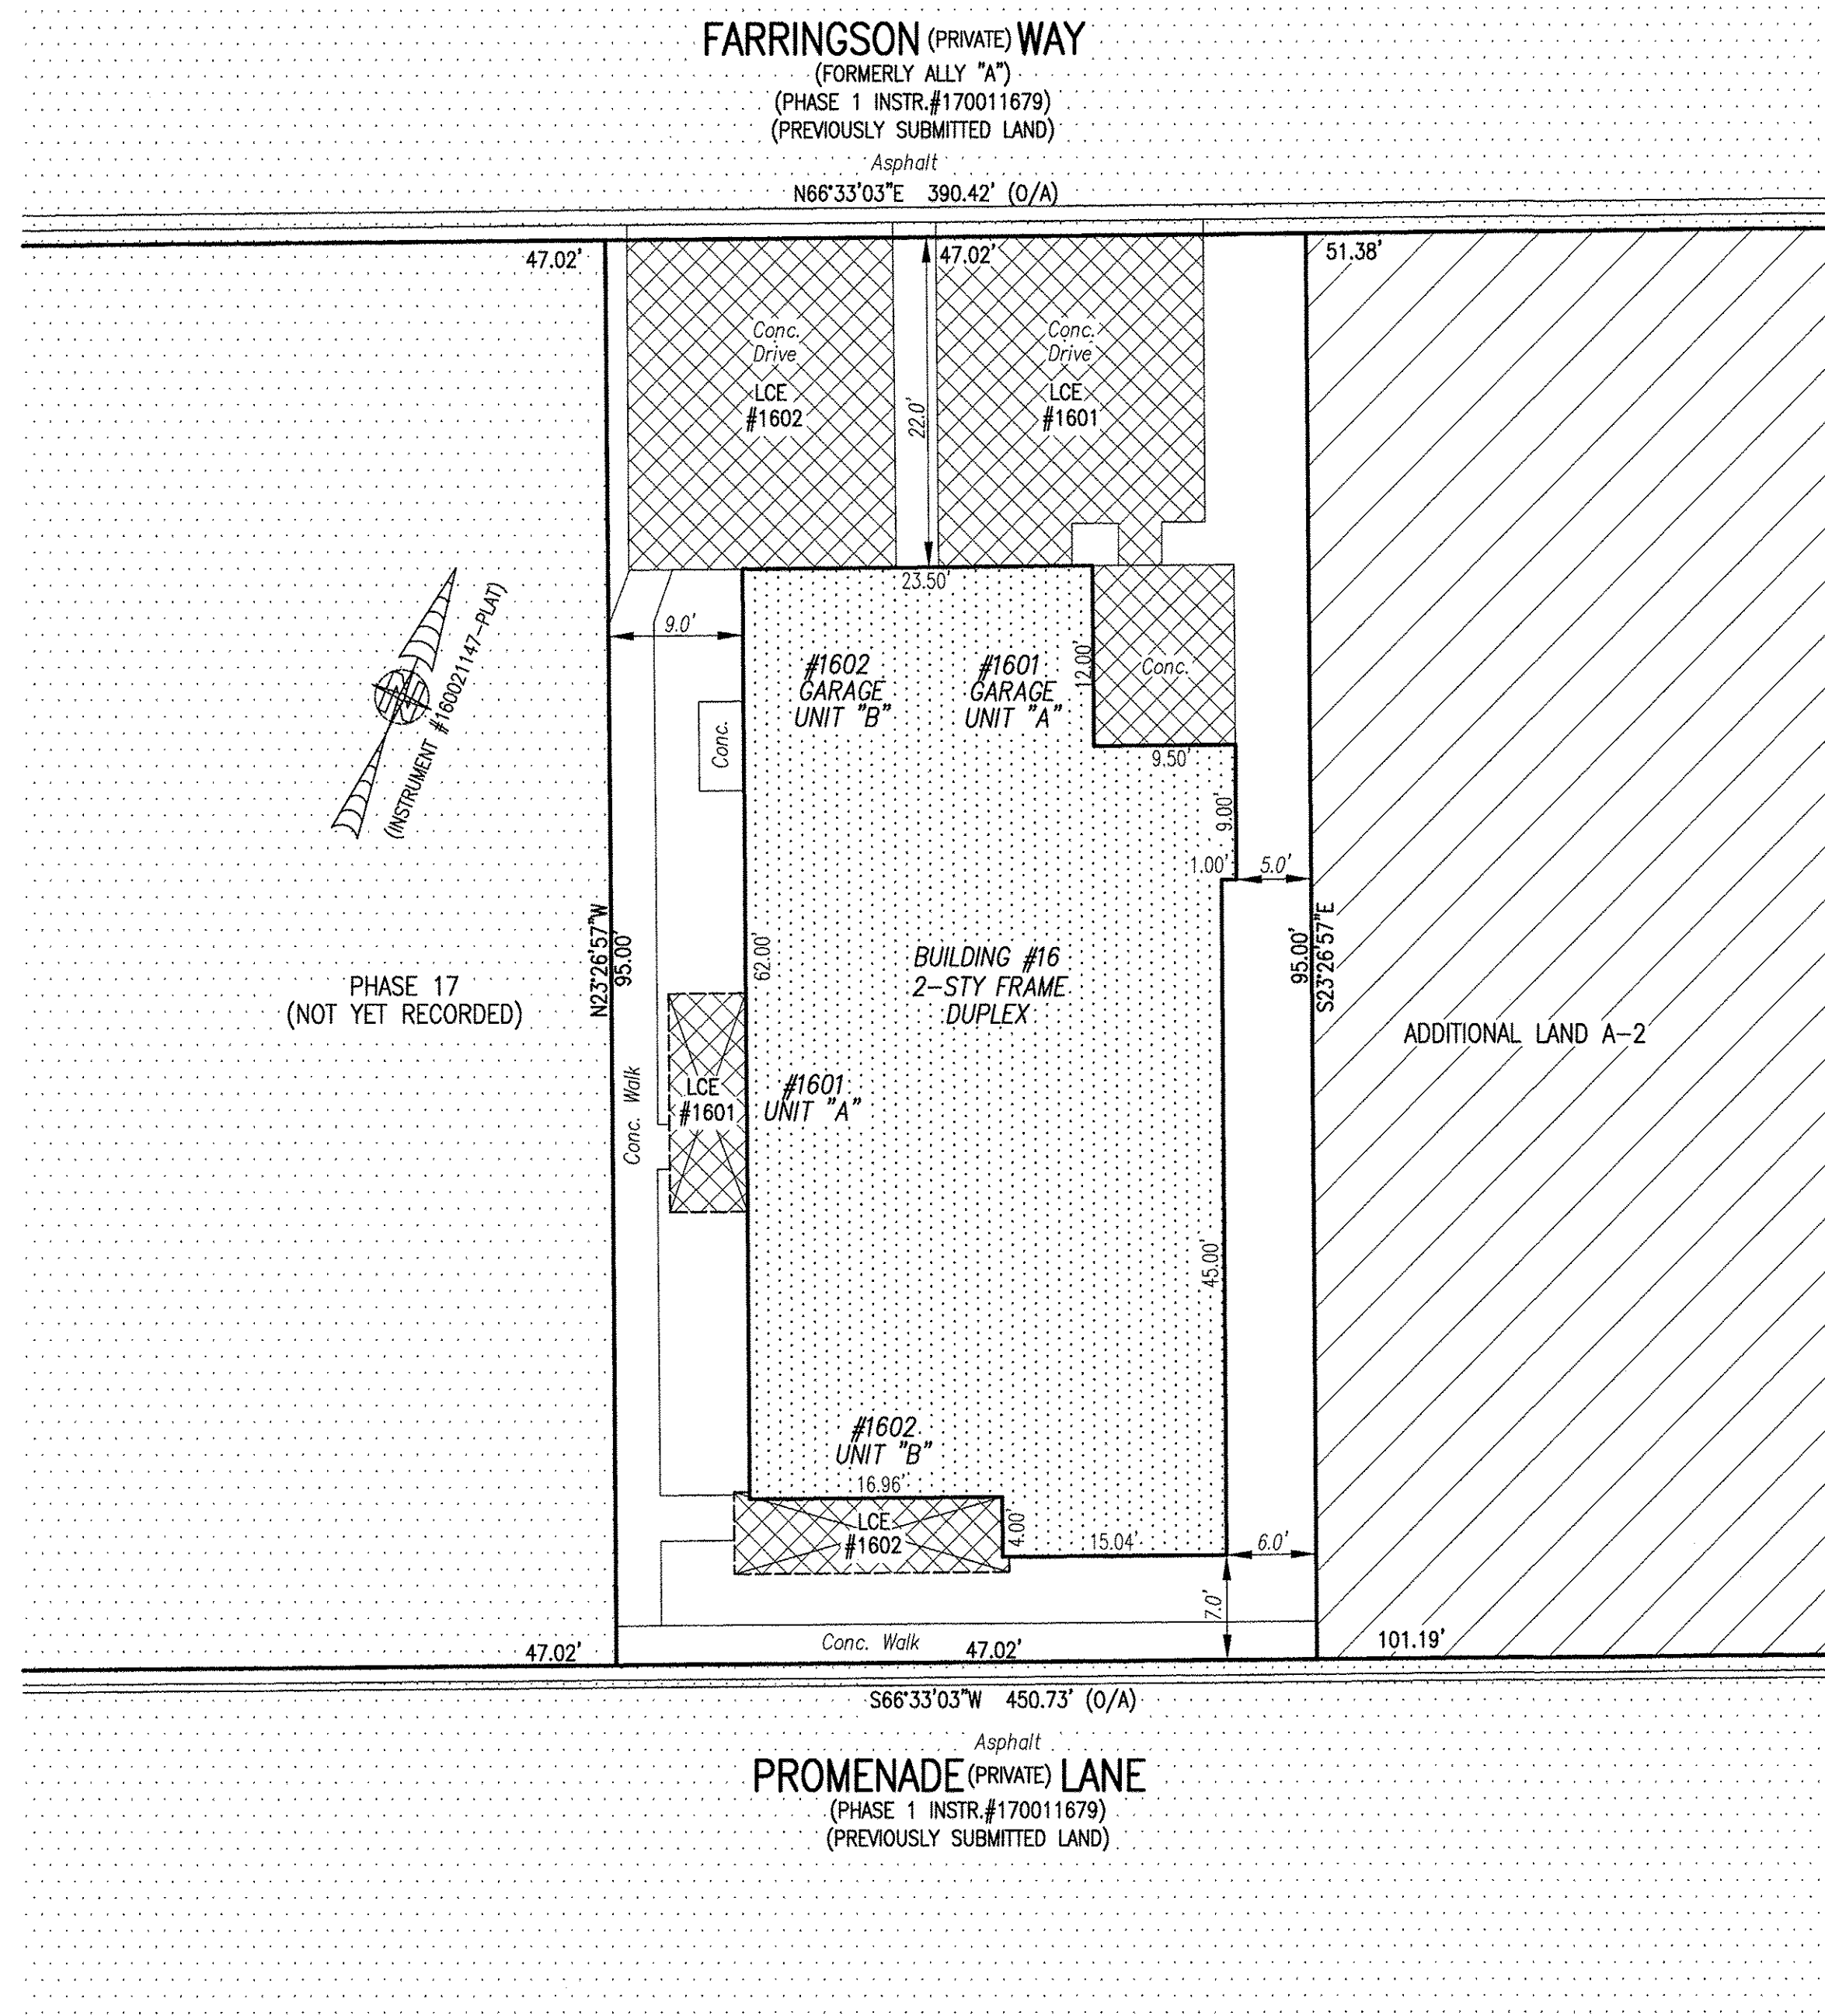 FARRINGSON (PRIVATE) WAY
(FORMERLY ALLY "A")
(PHASE 1 INSTR.#170011679)
(PREVIOUSLY SUBMITTED LAND)
Asphalt
N66°33'03"E 390.42' (O/A)
47.02'
47.02'
51.38'
Conc.
Drive
LCE
#1602
22.0'
Conc.
Drive
LCE
#1601
23.50'
9.0'
#1602
GARAGE
UNIT "B"
#1601
GARAGE
UNIT "A"
12.00'
Conc.
9.50'
Conc.
(INSTRUMENT #160021147-PLAT)
9.00'
1.00'
5.0'
N23°26'57"W
95.00'
62.00'
BUILDING #16
2-STY FRAME
DUPLEX
95.00'
S23°26'57"E
PHASE 17
(NOT YET RECORDED)
ADDITIONAL LAND A-2
Conc. Walk
LCE
#1601
#1601
UNIT "A"
45.00'
#1602
UNIT "B"
16.96'
LCE
#1602
4.00'
15.04'
6.0'
7.0'
47.02'
Conc. Walk
47.02'
101.19'
S66°33'03"W 450.73' (O/A)
Asphalt
PROMENADE (PRIVATE) LANE
(PHASE 1 INSTR.#170011679)
(PREVIOUSLY SUBMITTED LAND)